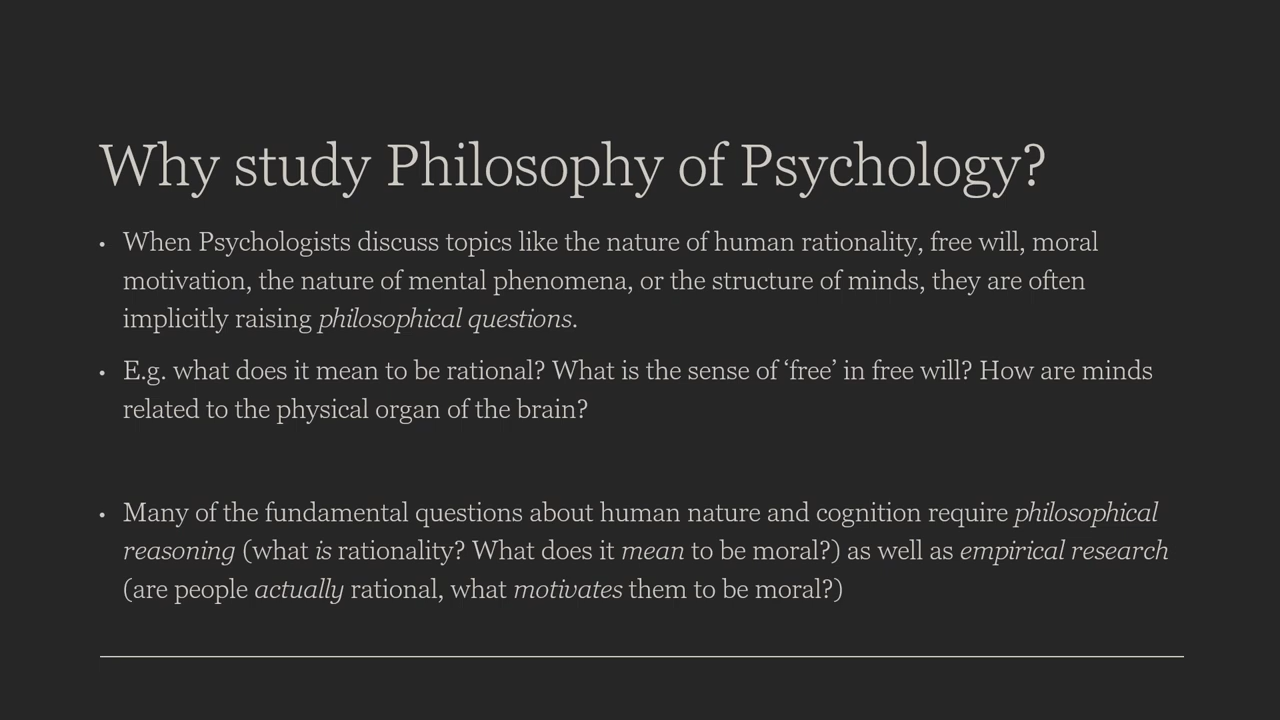 Why study Philosophy of Psychology?
• When Psychologists discuss topics like the nature of human rationality, free will, moral
motivation, the nature of mental phenomena, or the structure of minds, they are often
implicitly raising philosophical questions.
• E.g. what does it mean to be rational? What is the sense of ‘free’ in free will? How are minds
related to the physical organ of the brain?
• Many of the fundamental questions about human nature and cognition require philosophical
reasoning (what is rationality? What does it mean to be moral?) as well as empirical research
(are people actually rational, what motivates them to be moral?)